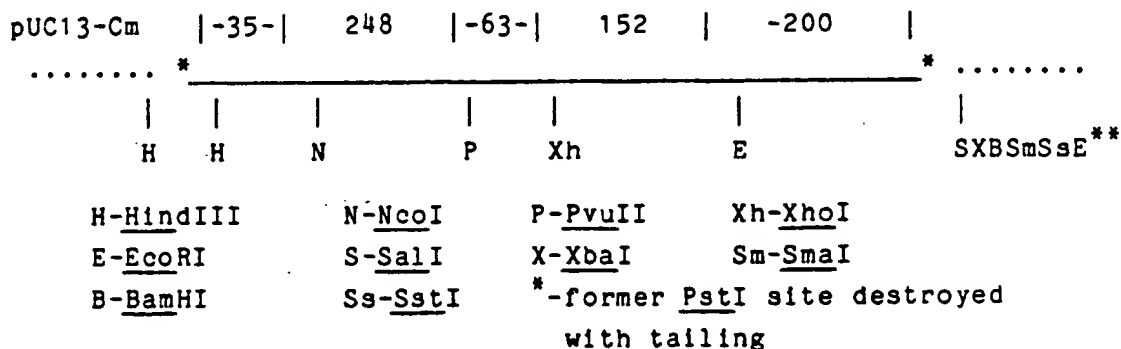 pUC13-Cm |-35-| 248 |-63-| 152 | -200 |
........ * * ........
| | | | | | |
H H N P Xh E SXBSmSsE**
H-HindIII N-NcoI P-PvuII Xh-XhoI
E-EcoRI S-SalI X-XbaI Sm-SmaI
B-BamHI Ss-SstI *-former PstI site destroyed
with tailing